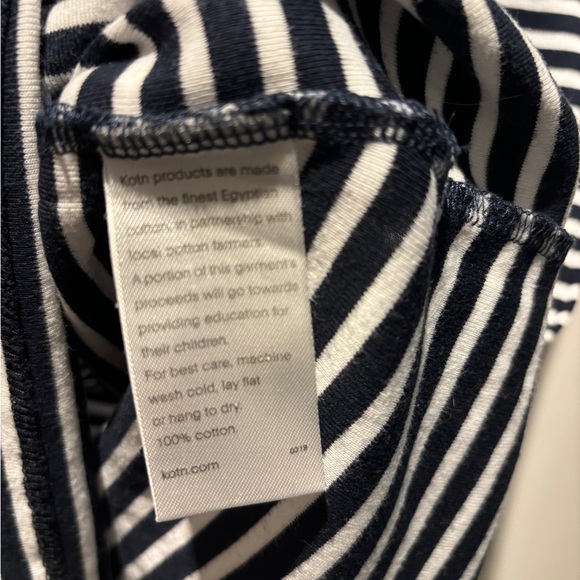 Kotn products are made
from the finest Egyptian
cotton, in partnership with
local cotton farmers.
A portion of this garment's
proceeds will go towards
providing education for
their children.
For best care, machine
wash cold, lay flat
or hang to dry.
100% cotton.
kotn.com 0219